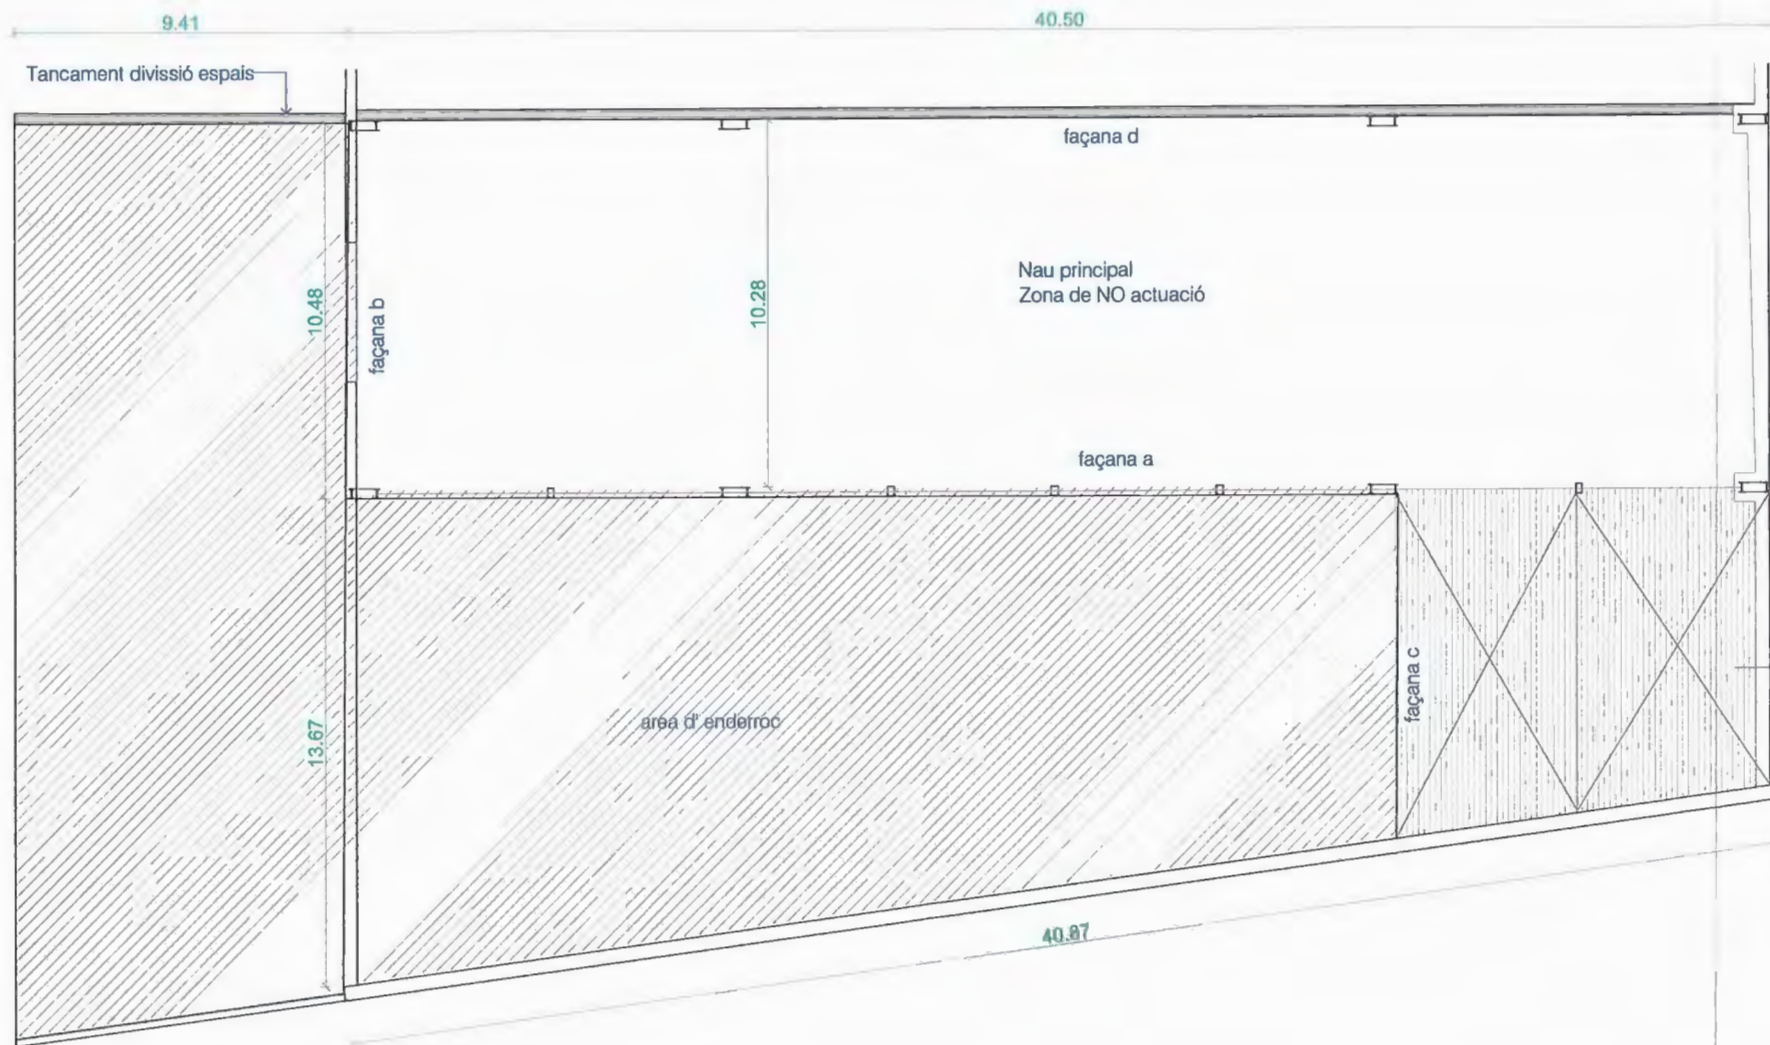 9.41
40.50
Tancament divissió espais
façana d
Nau principal
Zona de NO actuació
10.48
façana b
10.28
façana a
façana c
area d' enderroc
13.67
40.87